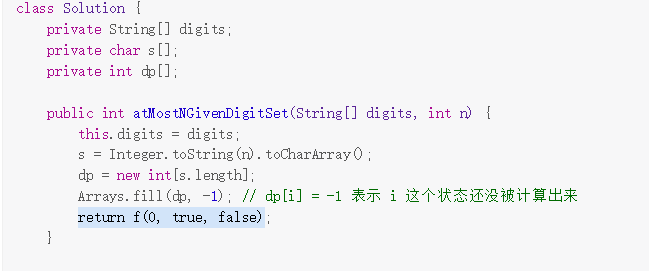 class Solution {
    private String[] digits;
    private char s[];
    private int dp[];

    public int atMostNGivenDigitSet(String[] digits, int n) {
        this.digits = digits;
        s = Integer.toString(n).toCharArray();
        dp = new int[s.length];
        Arrays.fill(dp, -1); // dp[i] = -1 表示 i 这个状态还没被计算出来
        return f(0, true, false);
    }